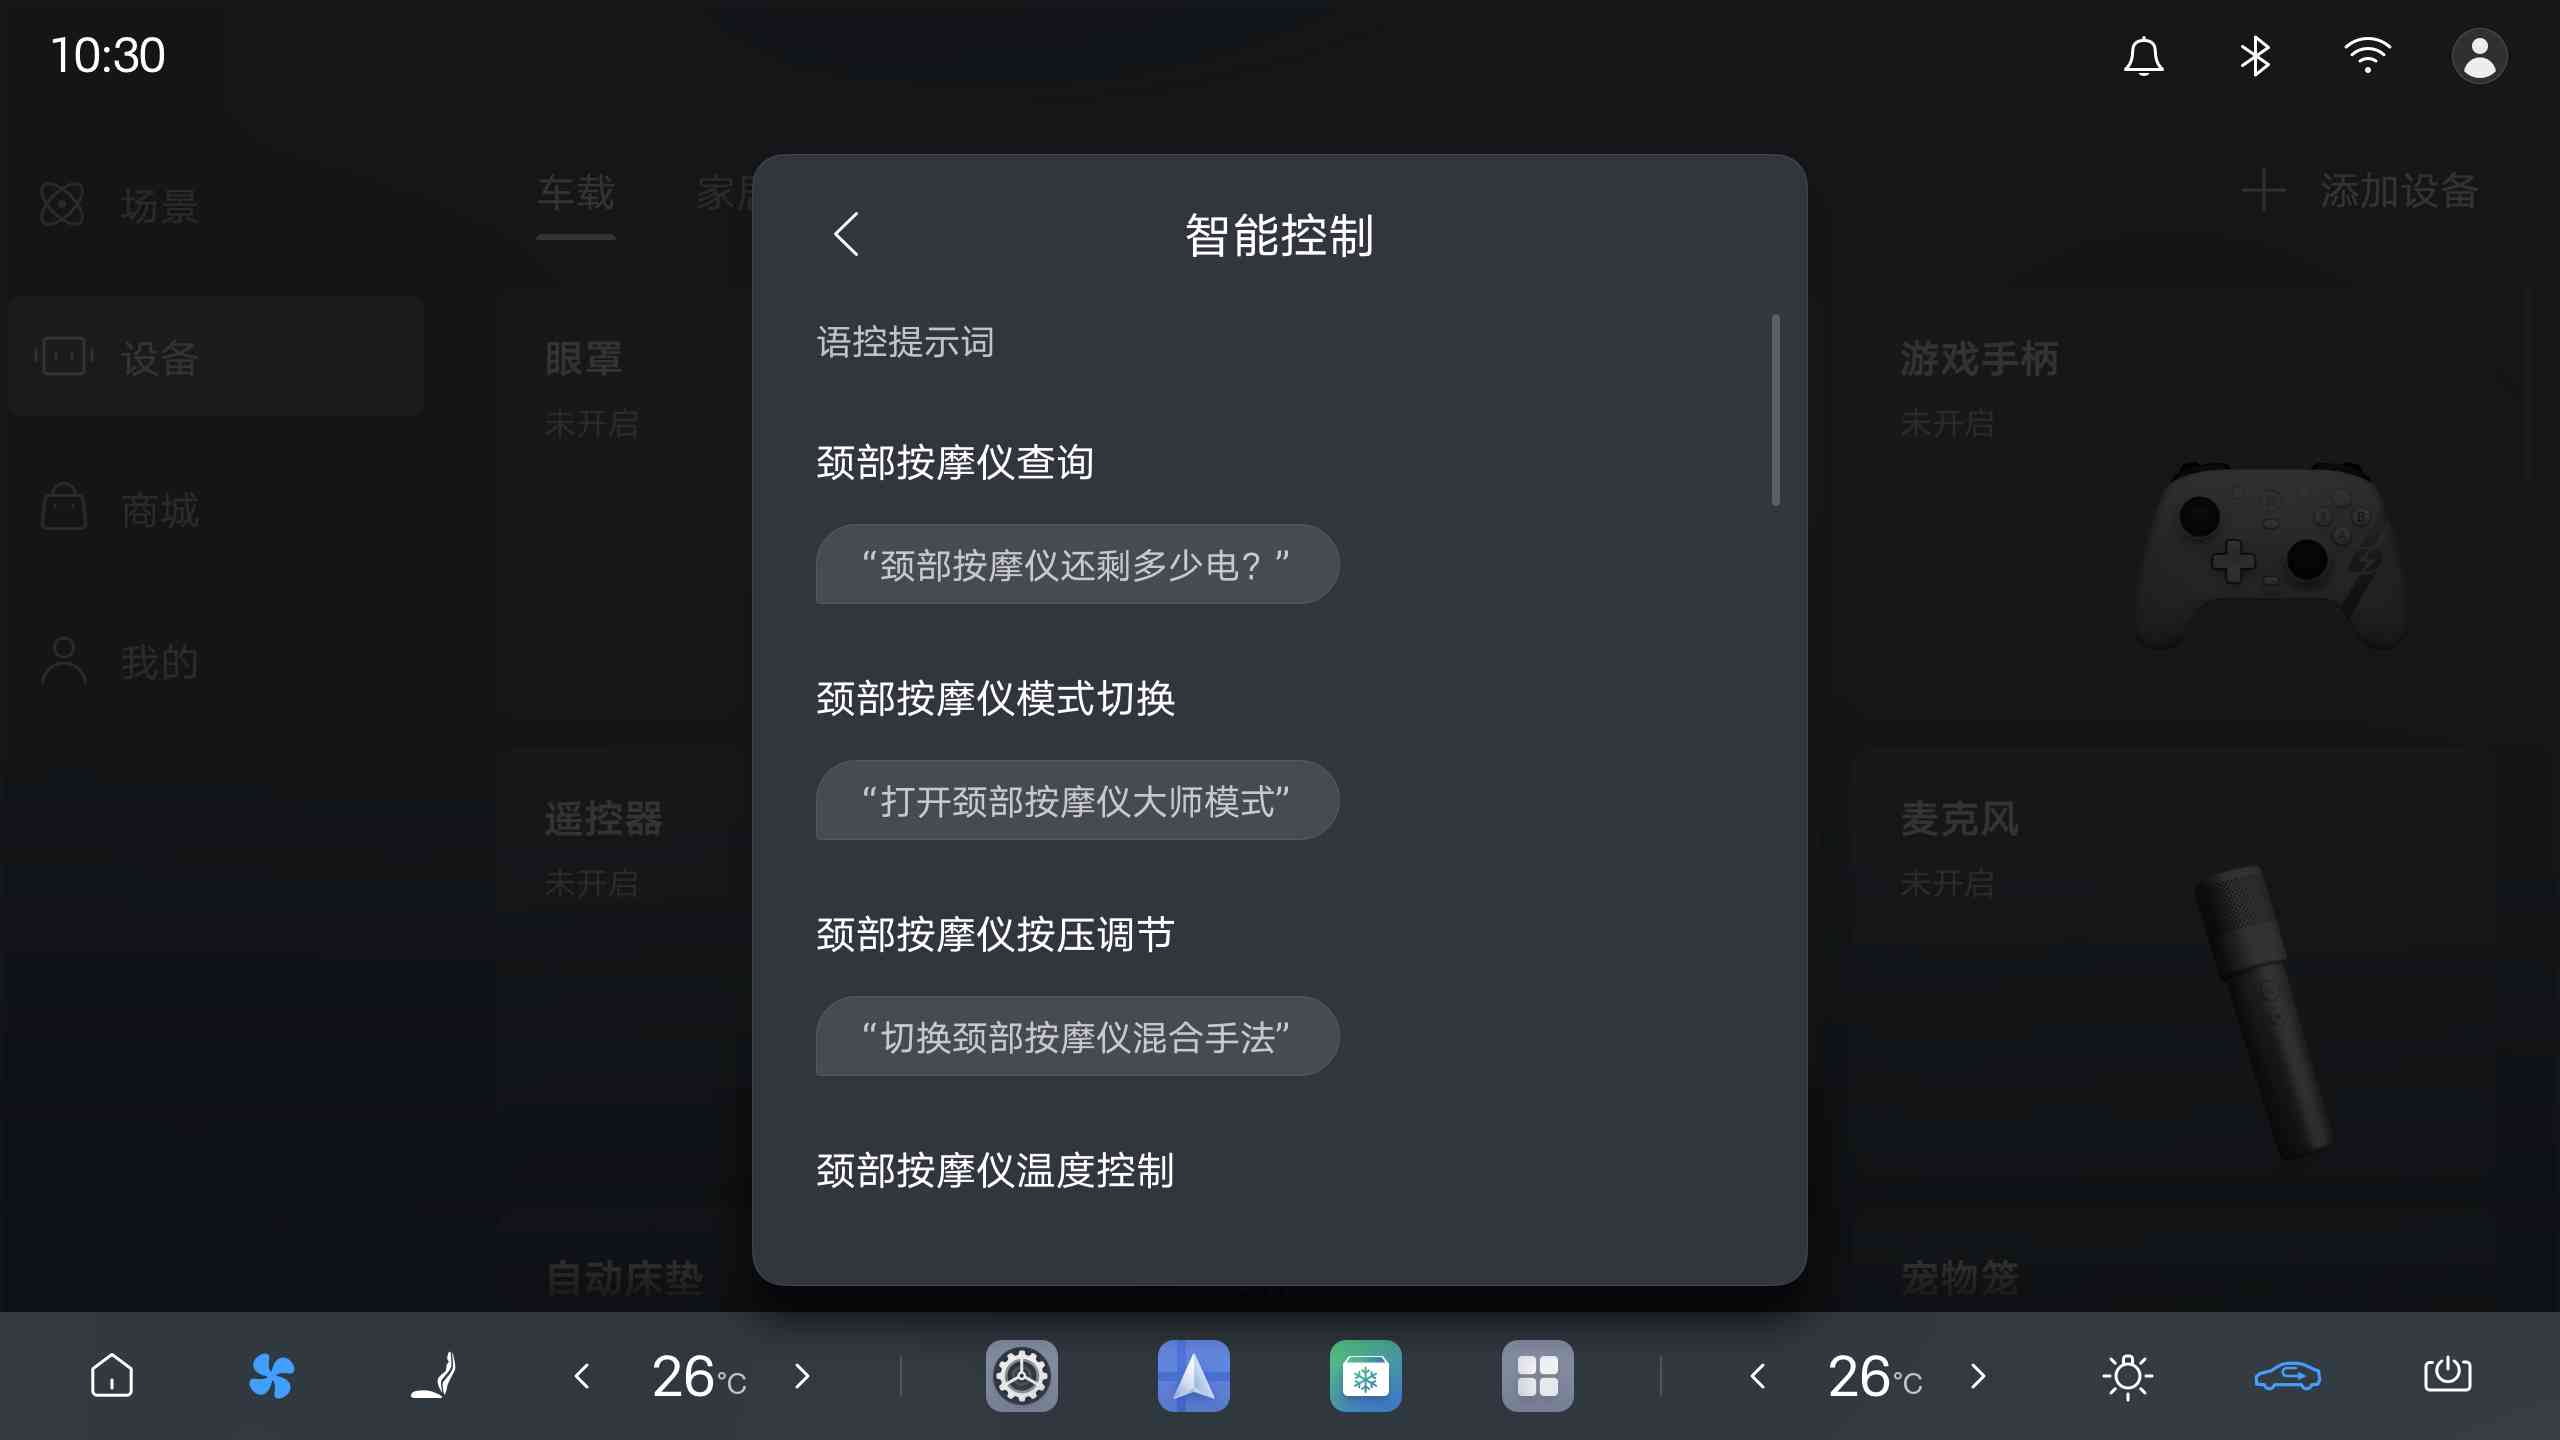 10:30
场景
设备
商城
我的
车载
添加设备
眼罩
未开启
游戏手柄
未开启
遥控器
未开启
麦克风
未开启
自动床垫
宠物笼
智能控制
语控提示词
颈部按摩仪查询
“颈部按摩仪还剩多少电？”
颈部按摩仪模式切换
“打开颈部按摩仪大师模式”
颈部按摩仪按压调节
“切换颈部按摩仪混合手法”
颈部按摩仪温度控制
26°C
26°C